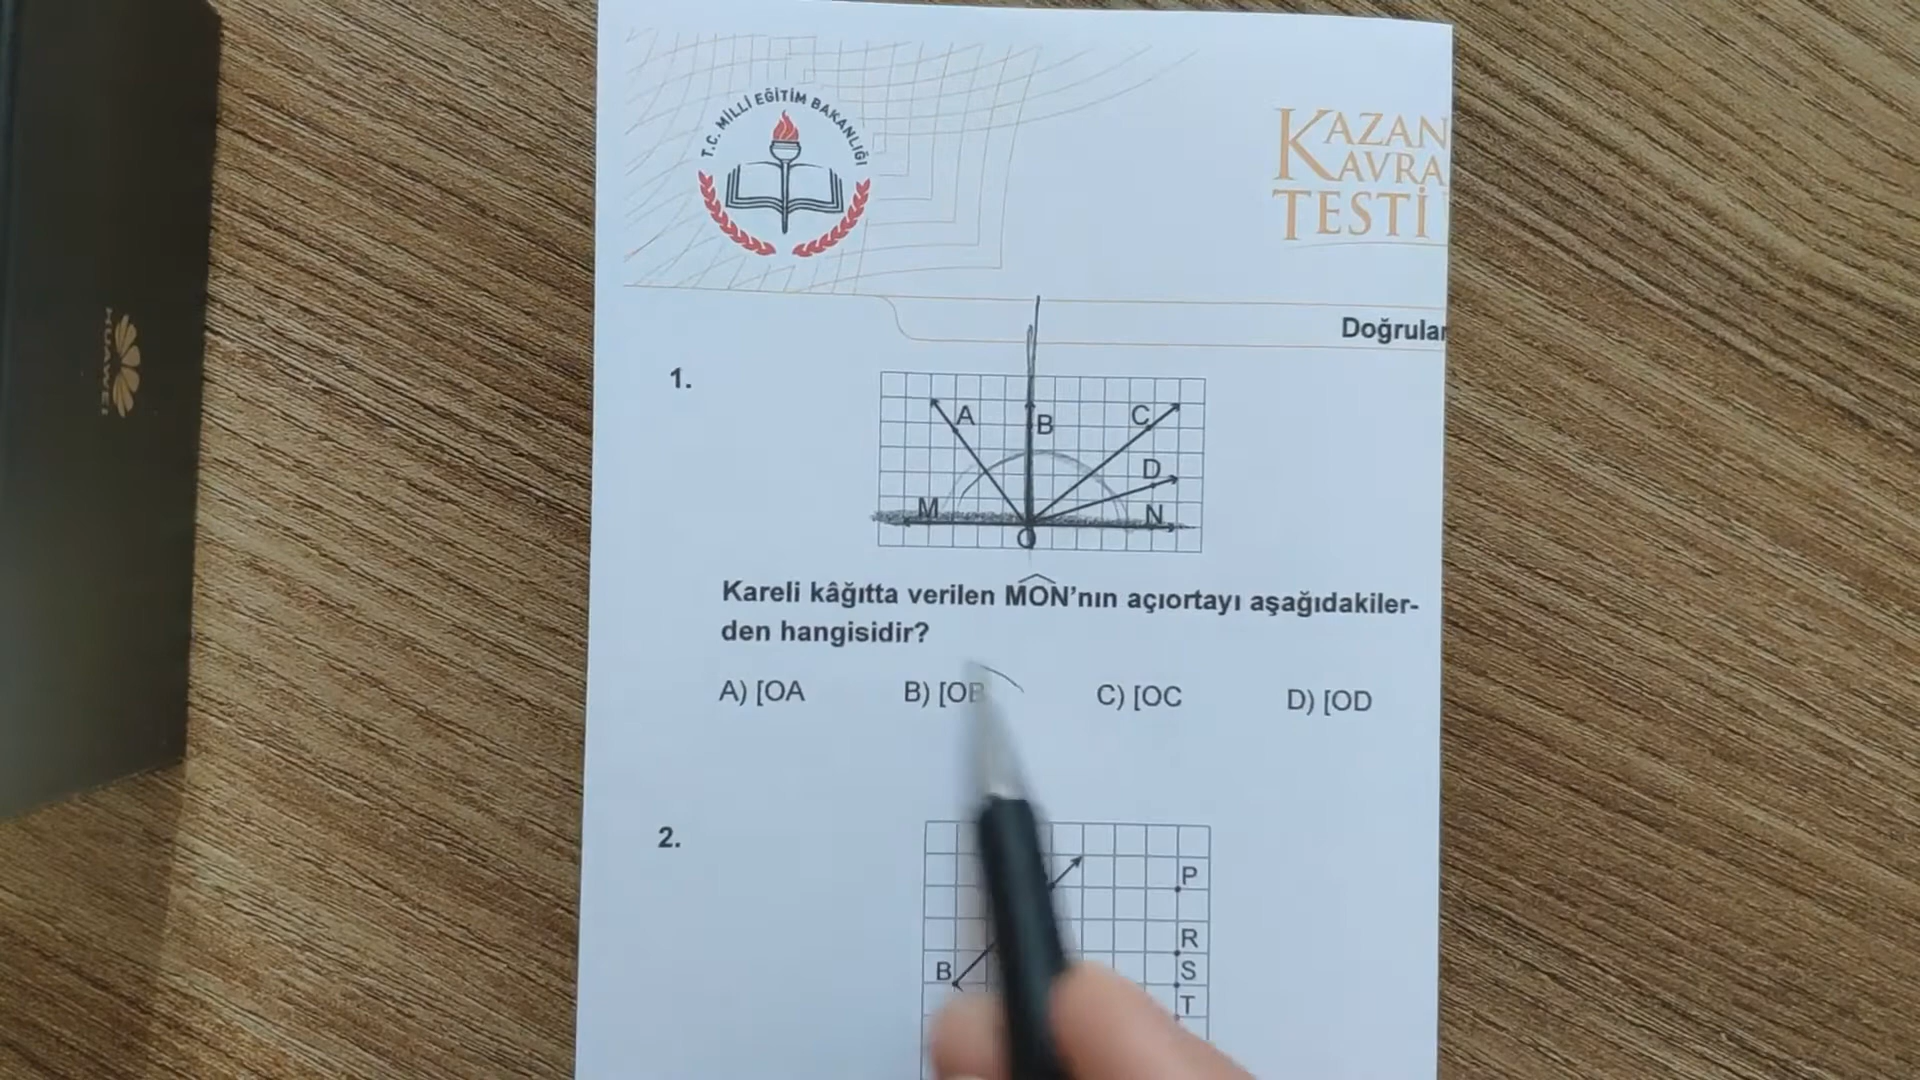 T.C. MİLLİ EĞİTİM BAKANLIĞI
KAZAN
KAVRA
TESTİ
Doğrular
1.
A
B
C
D
M
N
O
Kareli kâğıtta verilen MON’nın açıortayı aşağıdakiler-
den hangisidir?
A) [OA B) [OB C) [OC D) [OD
2.
P
R
B
S
T
HUAWEI